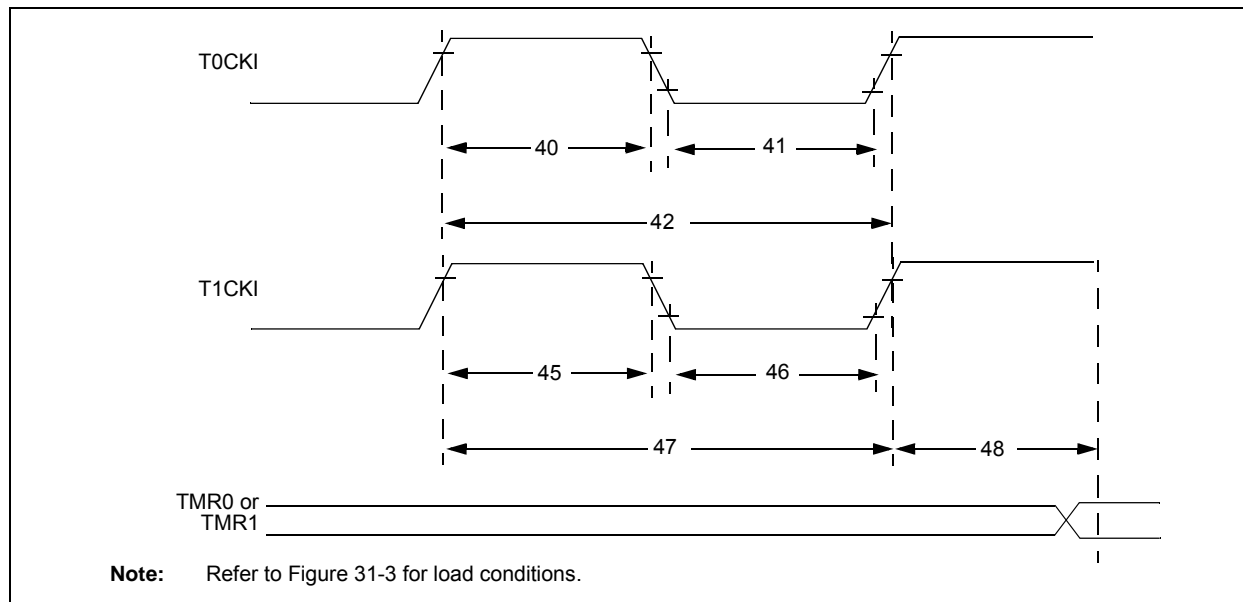 T0CKI
40
41
42
T1CKI
45
46
47
48
TMR0 or
TMR1
Note: Refer to Figure 31-3 for load conditions.